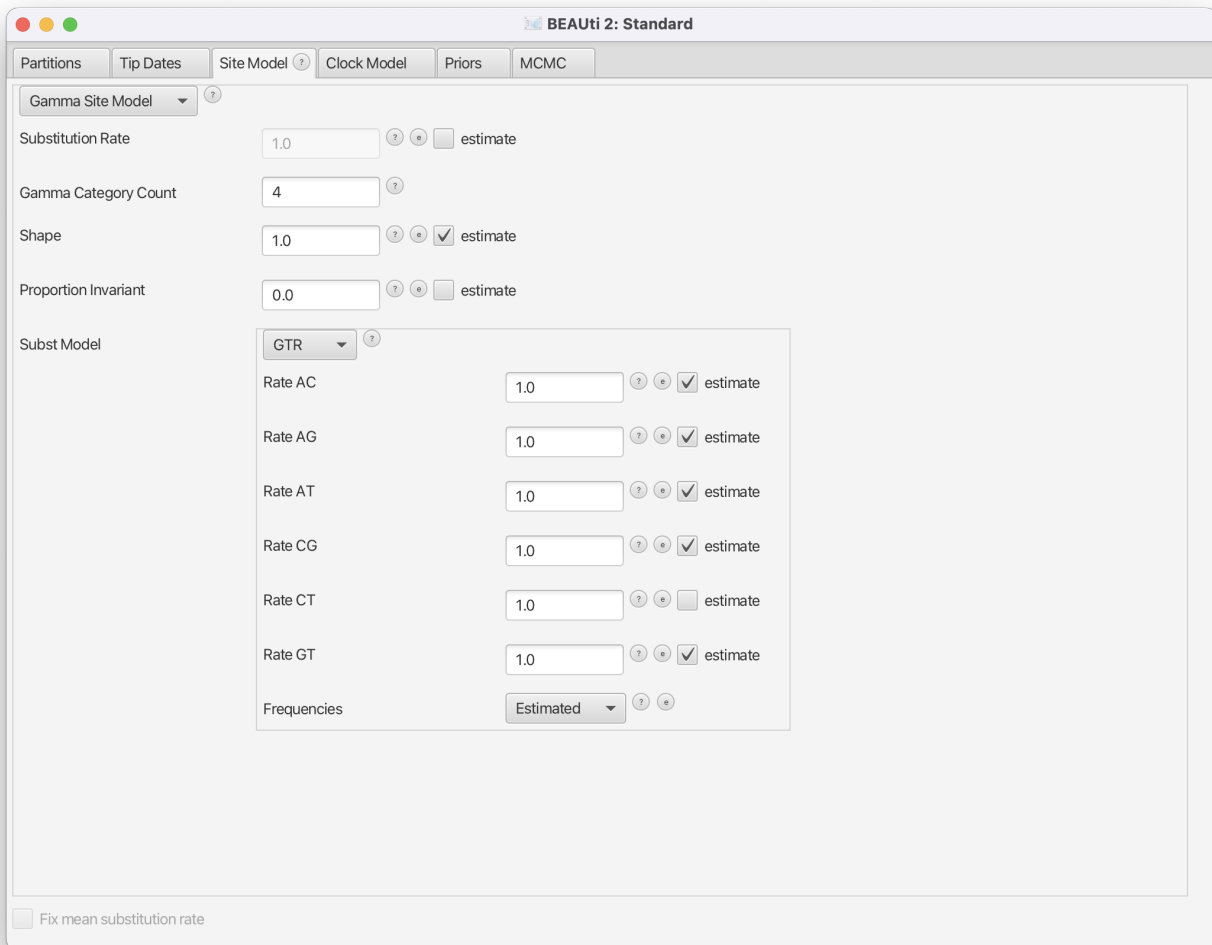 BEAUti 2: Standard
Partitions Tip Dates Site Model ? Clock Model Priors MCMC
Gamma Site Model ?
Substitution Rate 1.0 ? e estimate
Gamma Category Count 4 ?
Shape 1.0 ? e estimate
Proportion Invariant 0.0 ? e estimate
Subst Model GTR ?
Rate AC 1.0 ? e estimate
Rate AG 1.0 ? e estimate
Rate AT 1.0 ? e estimate
Rate CG 1.0 ? e estimate
Rate CT 1.0 ? e estimate
Rate GT 1.0 ? e estimate
Frequencies Estimated ? e
Fix mean substitution rate